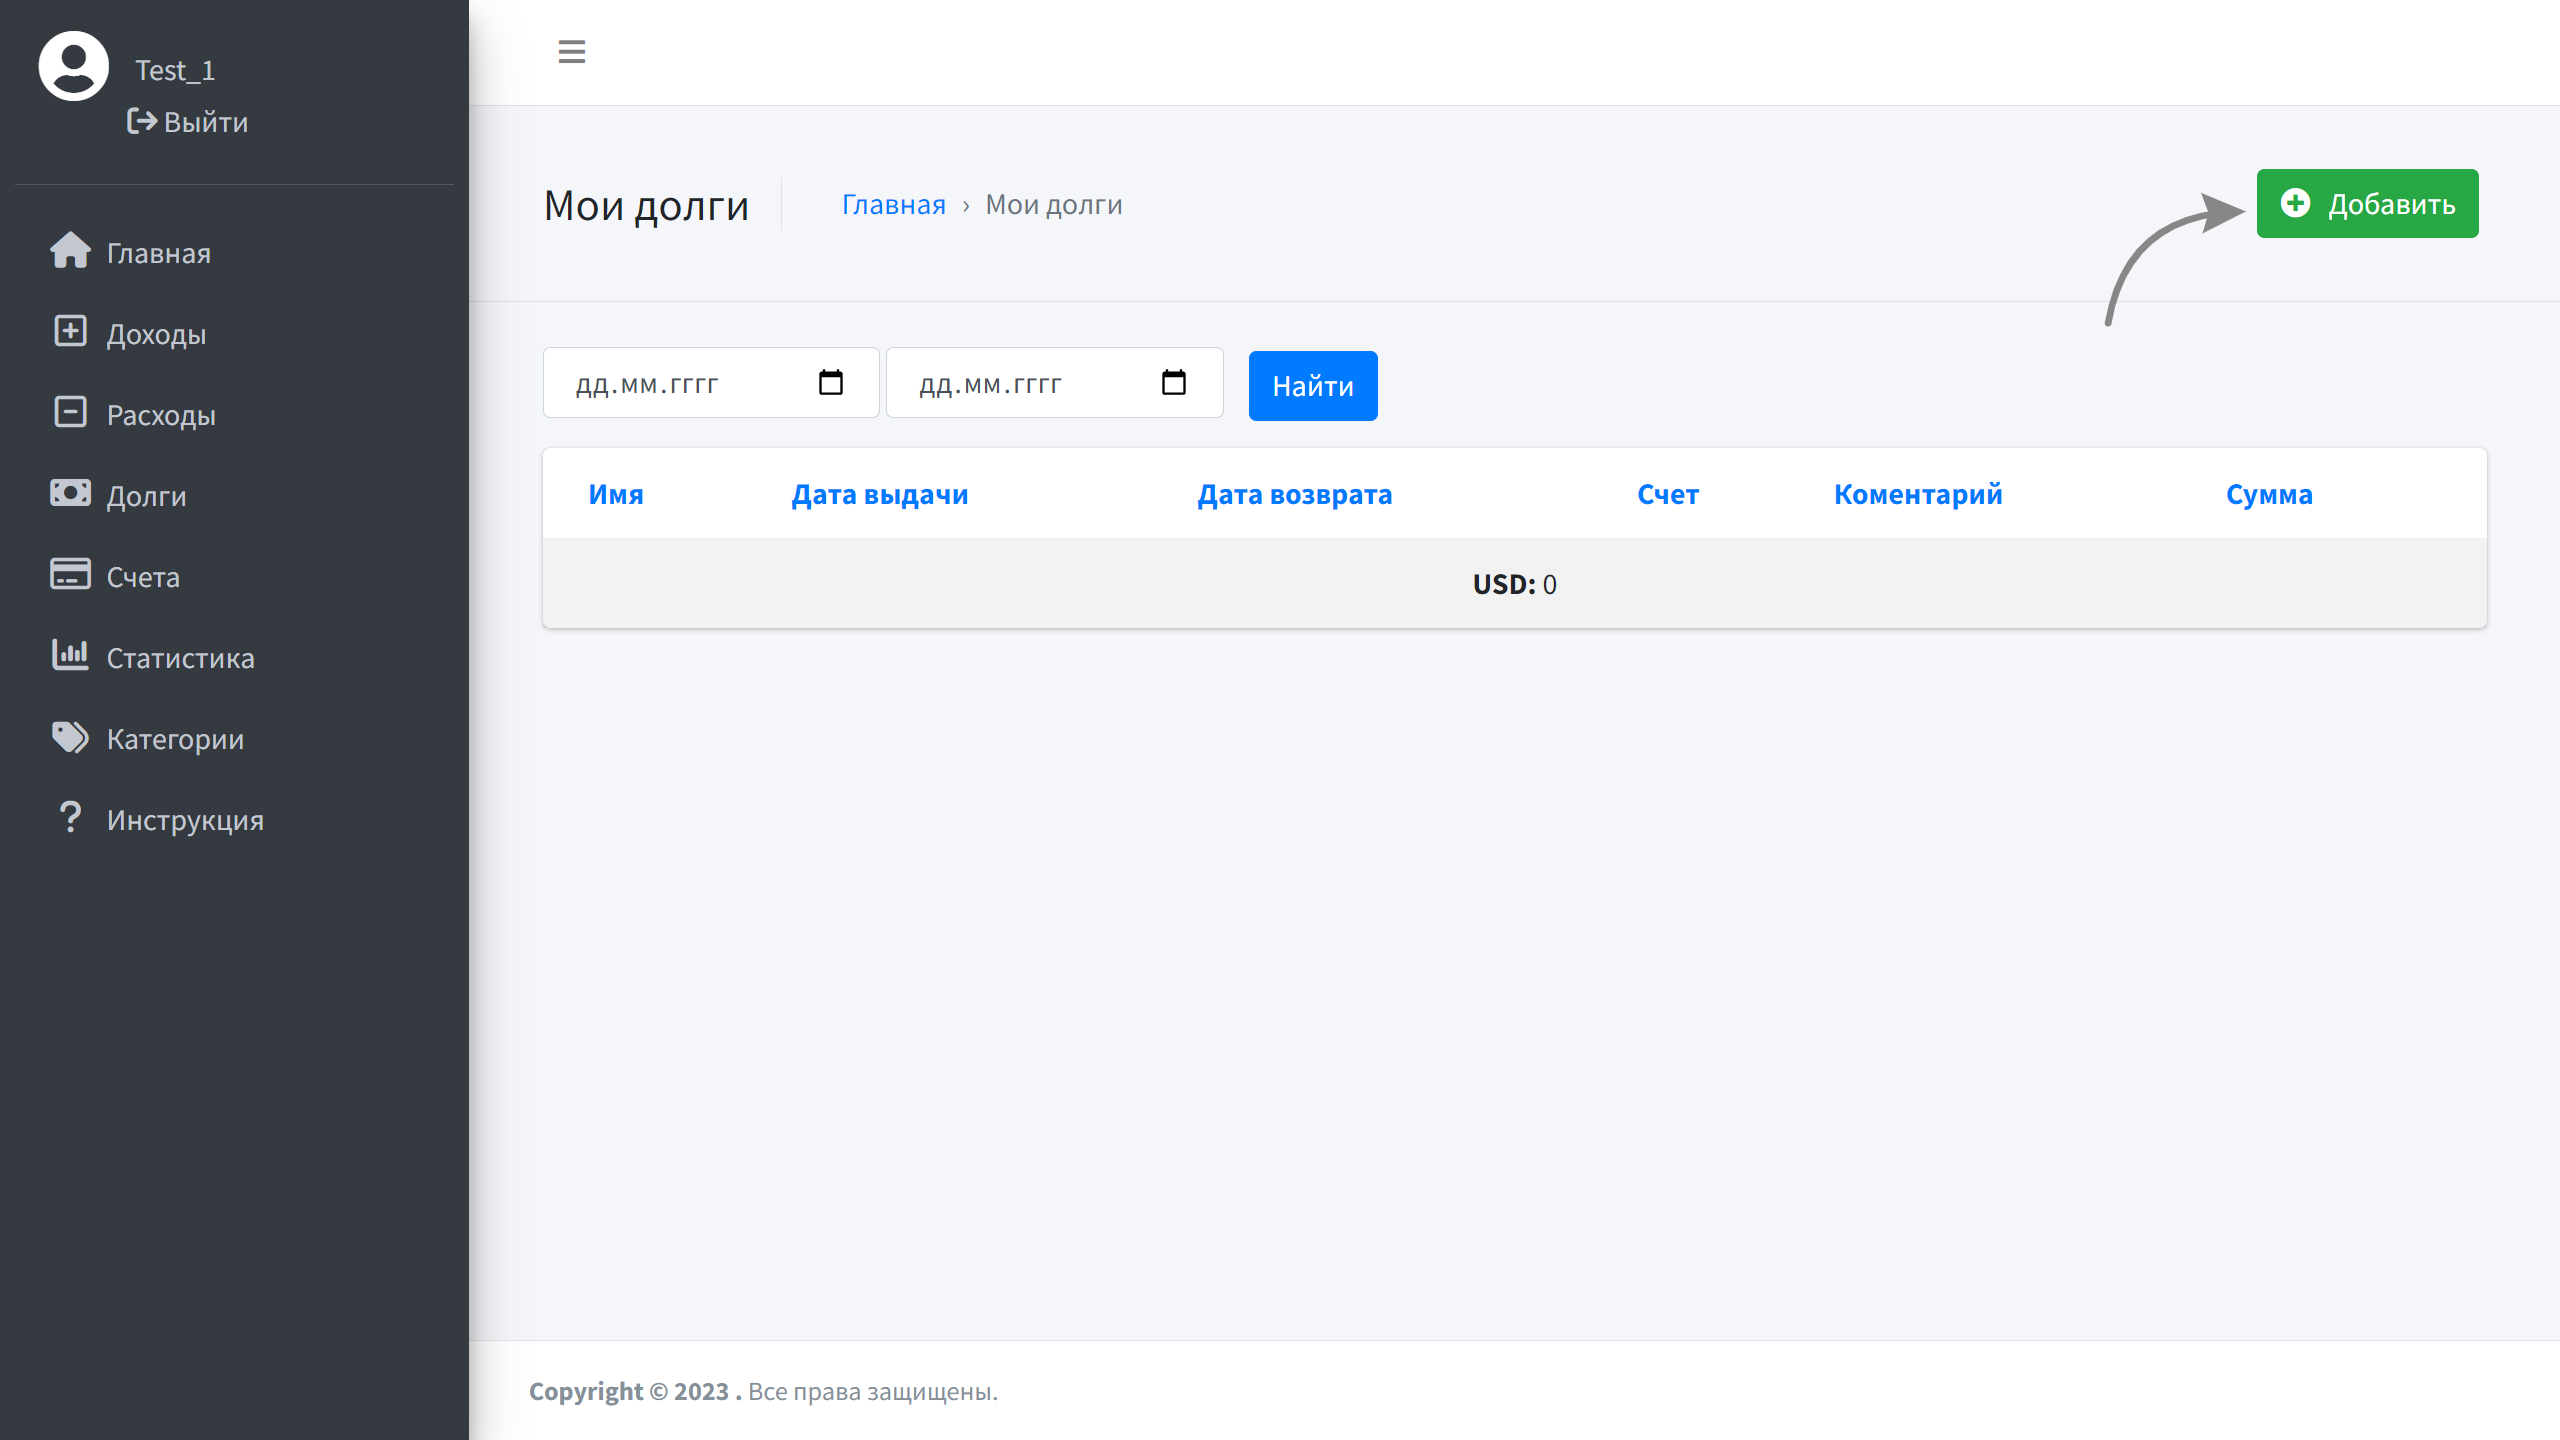 Test_1
Выйти
Главная
Доходы
Расходы
Долги
Счета
Статистика
Категории
Инструкция
Мои долги
Главная › Мои долги
Добавить
дд.мм.гггг дд.мм.гггг Найти
Имя Дата выдачи Дата возврата Счет Коментарий Сумма
USD: 0
Copyright © 2023 . Все права защищены.